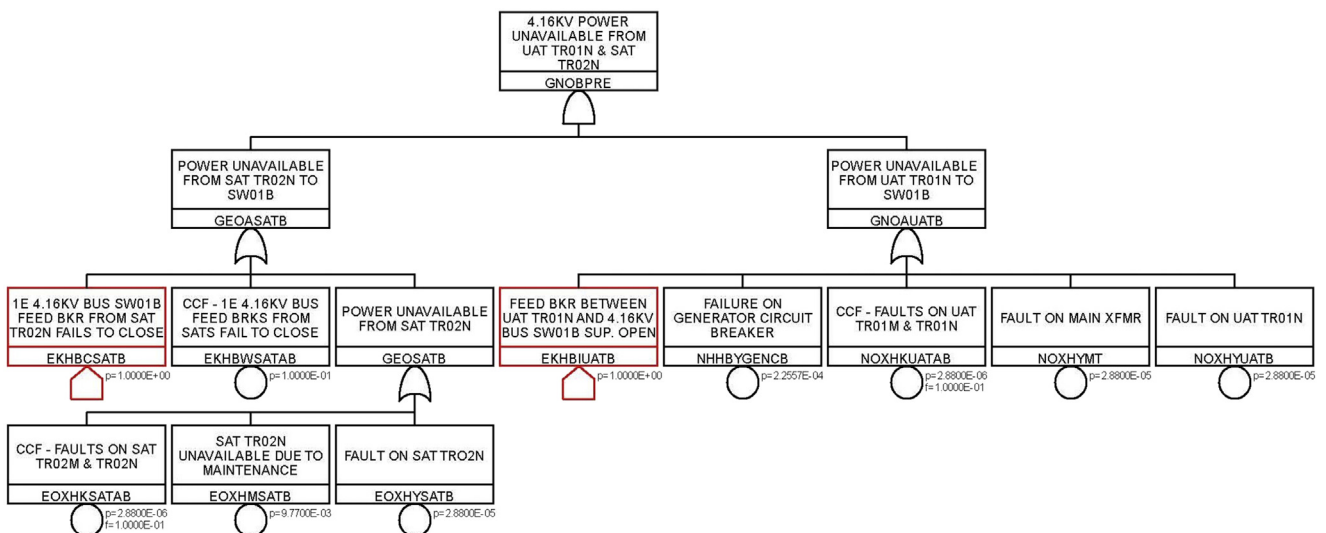 4.16KV POWER
UNAVAILABLE FROM
UAT TR01N & SAT
TR02N
GNOBPRE
POWER UNAVAILABLE
FROM SAT TR02N TO
SW01B
GEOASATB
POWER UNAVAILABLE
FROM UAT TR01N TO
SW01B
GNOAUATB
1E 4.16KV BUS SW01B
FEED BKR FROM SAT
TR02N FAILS TO CLOSE
EKHBCSATB
p=1.0000E+00
CCF - 1E 4.16KV BUS
FEED BRKS FROM
SATS FAIL TO CLOSE
EKHBWSATAB
p=1.0000E-01
POWER UNAVAILABLE
FROM SAT TR02N
GEOSATB
FEED BKR BETWEEN
UAT TR01N AND 4.16KV
BUS SW01B SUP. OPEN
EKHBIUATB
p=1.0000E+00
FAILURE ON
GENERATOR CIRCUIT
BREAKER
NHHBYGENCB
p=2.2557E-04
CCF - FAULTS ON UAT
TR01M & TR01N
NOXHKUATAB
p=2.8800E-06
f=1.0000E-01
FAULT ON MAIN XFMR
NOXHYMT
p=2.8800E-05
FAULT ON UAT TR01N
NOXHYUATB
p=2.8800E-05
CCF - FAULTS ON SAT
TR02M & TR02N
EOXHKSATAB
p=2.8800E-06
f=1.0000E-01
SAT TR02N
UNAVAILABLE DUE TO
MAINTENANCE
EOXHMSATB
p=9.7700E-03
FAULT ON SAT TRO2N
EOXHYSATB
p=2.8800E-05